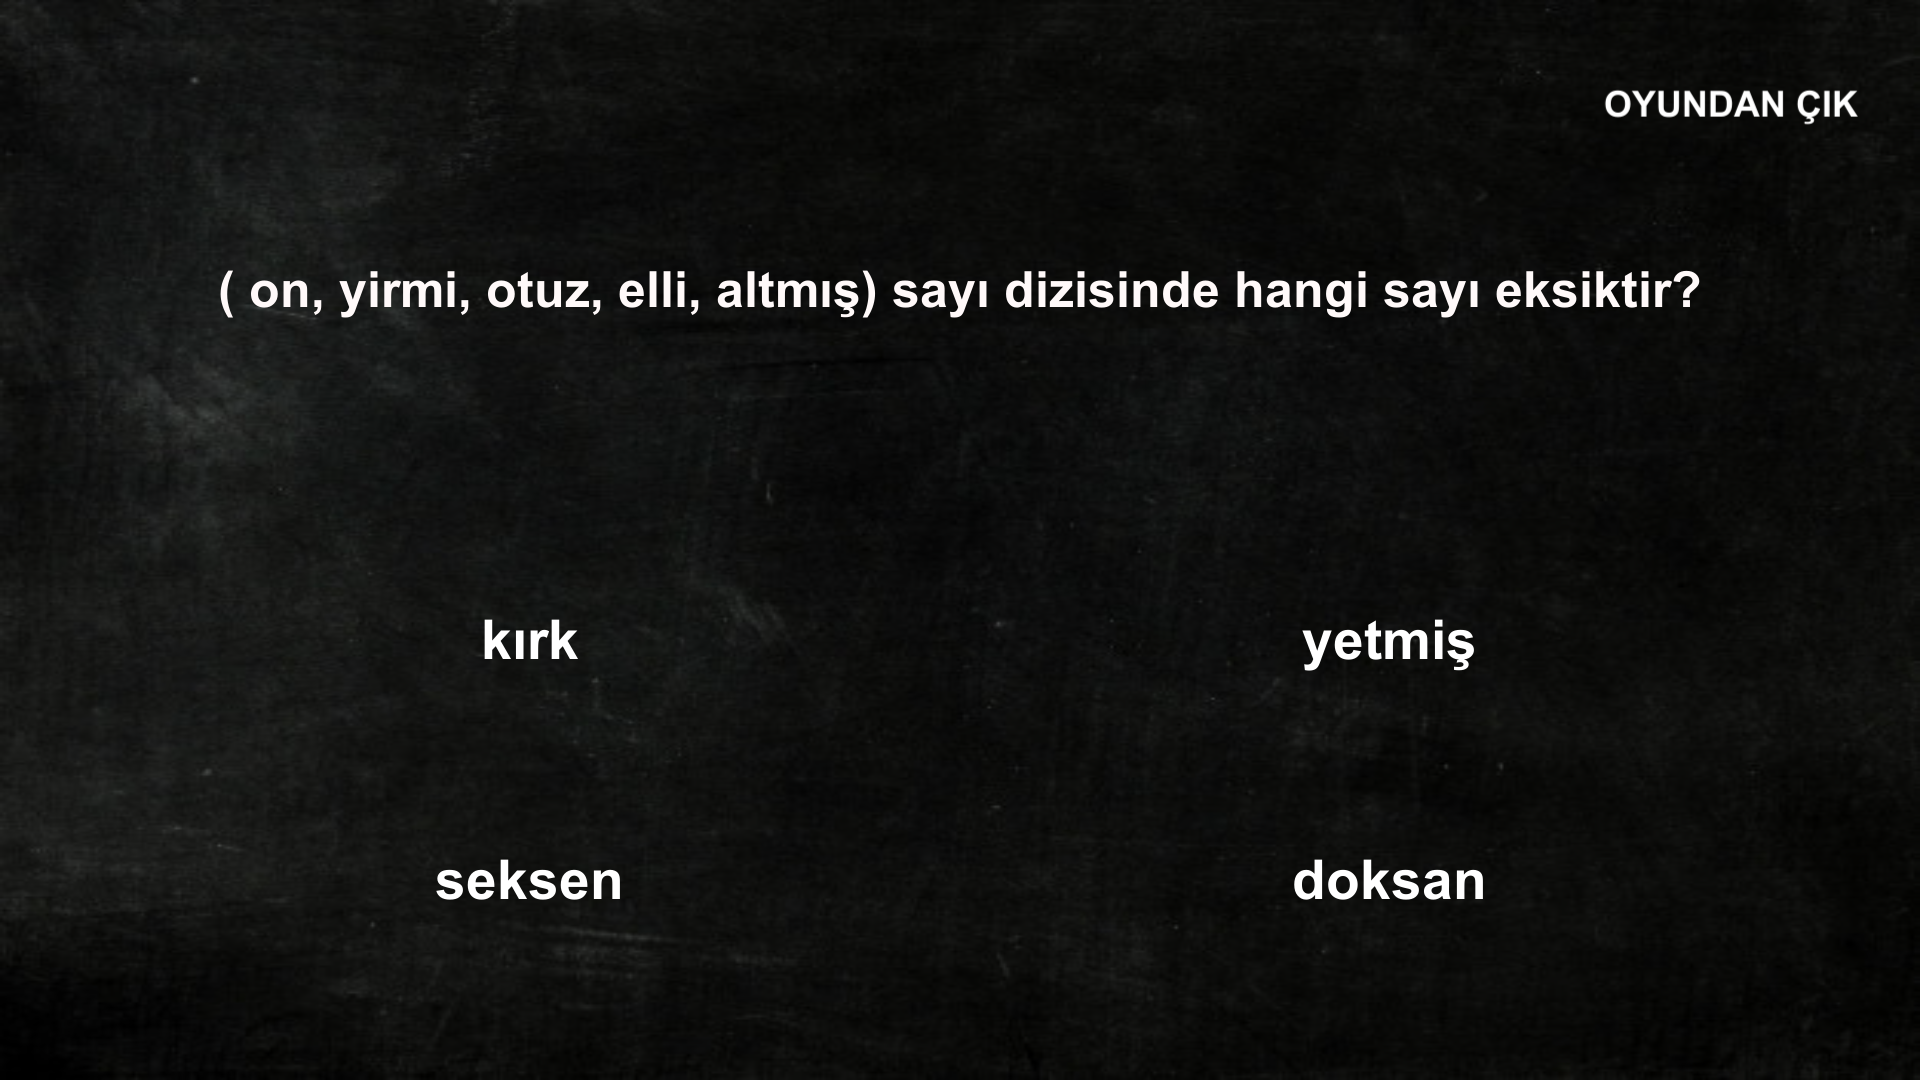 OYUNDAN ÇIK
( on, yirmi, otuz, elli, altmış) sayı dizisinde hangi sayı eksiktir?
kırk
yetmiş
seksen
doksan